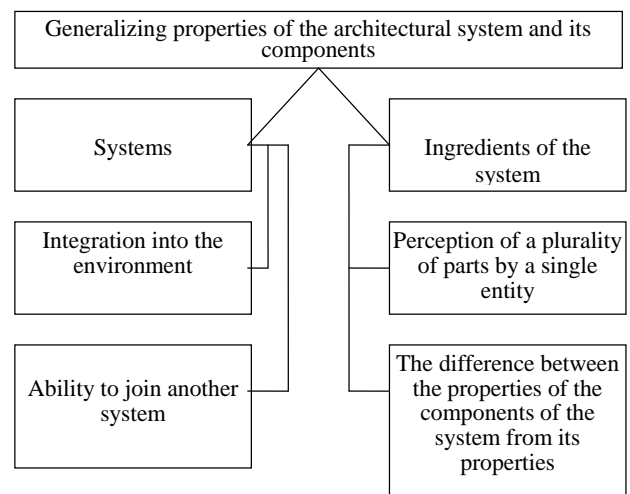 Generalizing properties of the architectural system and its
components
Systems
Ingredients of the
system
Integration into the
environment
Perception of a plurality
of parts by a single
entity
Ability to join another
system
The difference between
the properties of the
components of the
system from its
properties